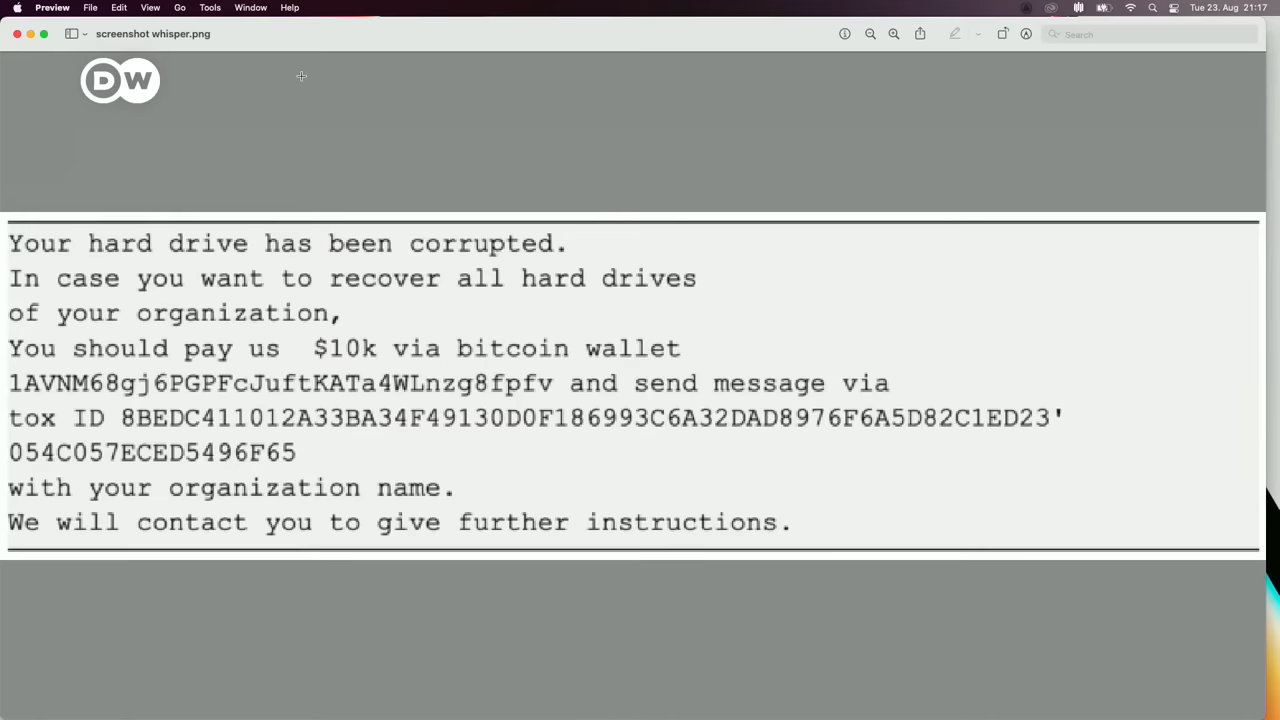 Preview File Edit View Go Tools Window Help Tue 23. Aug 21:17
screenshot whisper.png Search
DW
Your hard drive has been corrupted.
In case you want to recover all hard drives
of your organization,
You should pay us $10k via bitcoin wallet
1AVNM68gj6PGPFcJuftKATa4WLnzg8fpfv and send message via
tox ID 8BEDC411012A33BA34F49130D0F186993C6A32DAD8976F6A5D82C1ED23'
054C057ECED5496F65
with your organization name.
We will contact you to give further instructions.